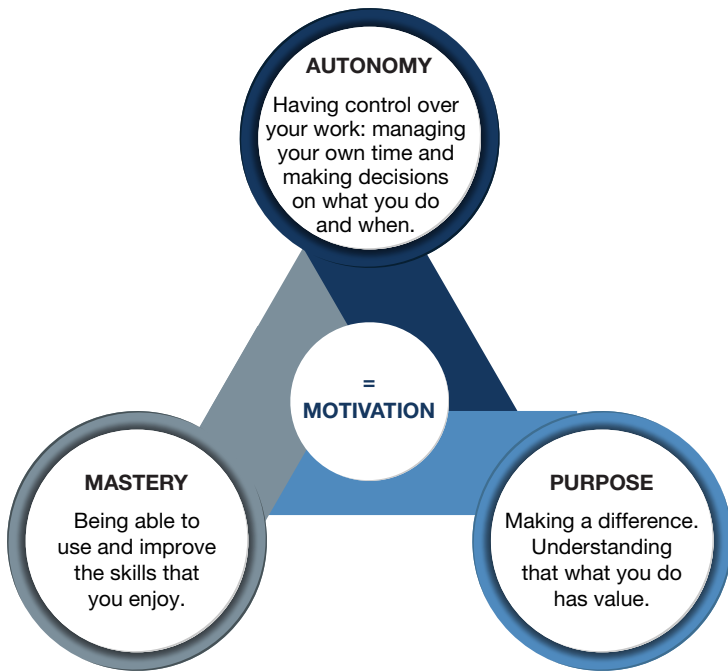 AUTONOMY
Having control over
your work: managing
your own time and
making decisions
on what you do
and when.
=
MOTIVATION
MASTERY
Being able to
use and improve
the skills that
you enjoy.
PURPOSE
Making a difference.
Understanding
that what you do
has value.